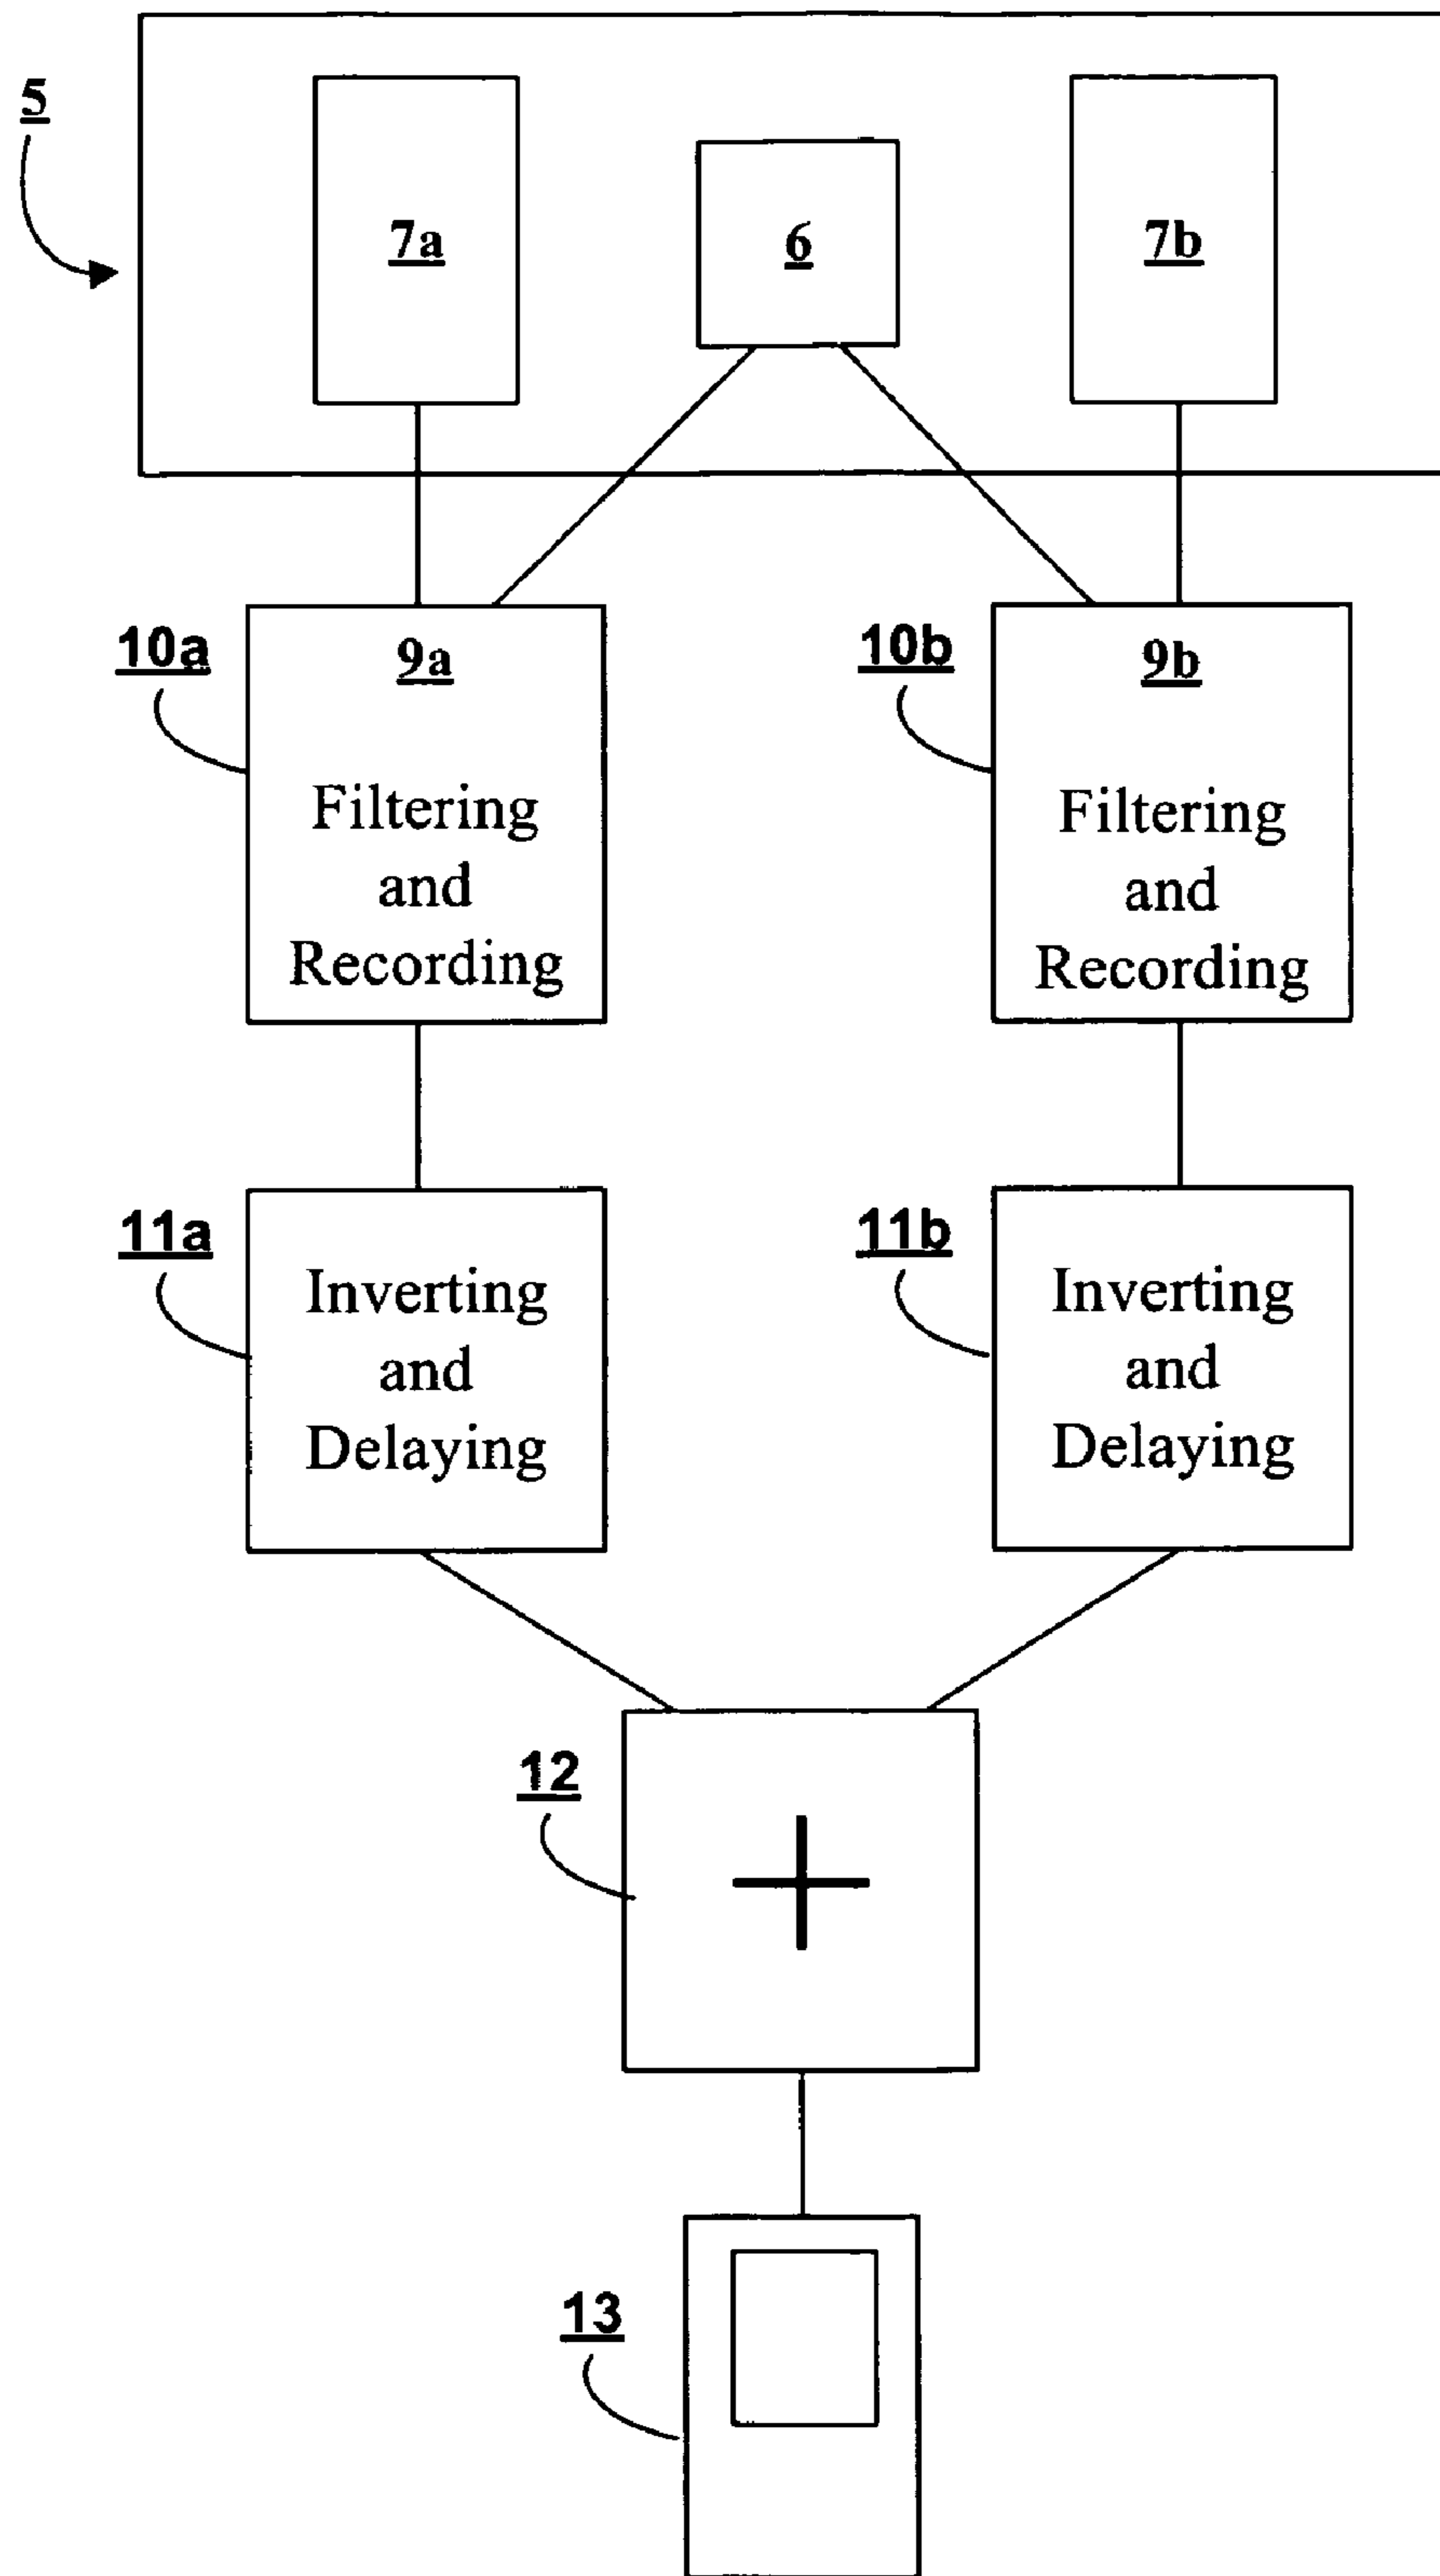 5
7a
6
7b
10a
9a
10b
9b
Filtering
and
Recording
Filtering
and
Recording
11a
Inverting
and
Delaying
11b
Inverting
and
Delaying
12
+
13